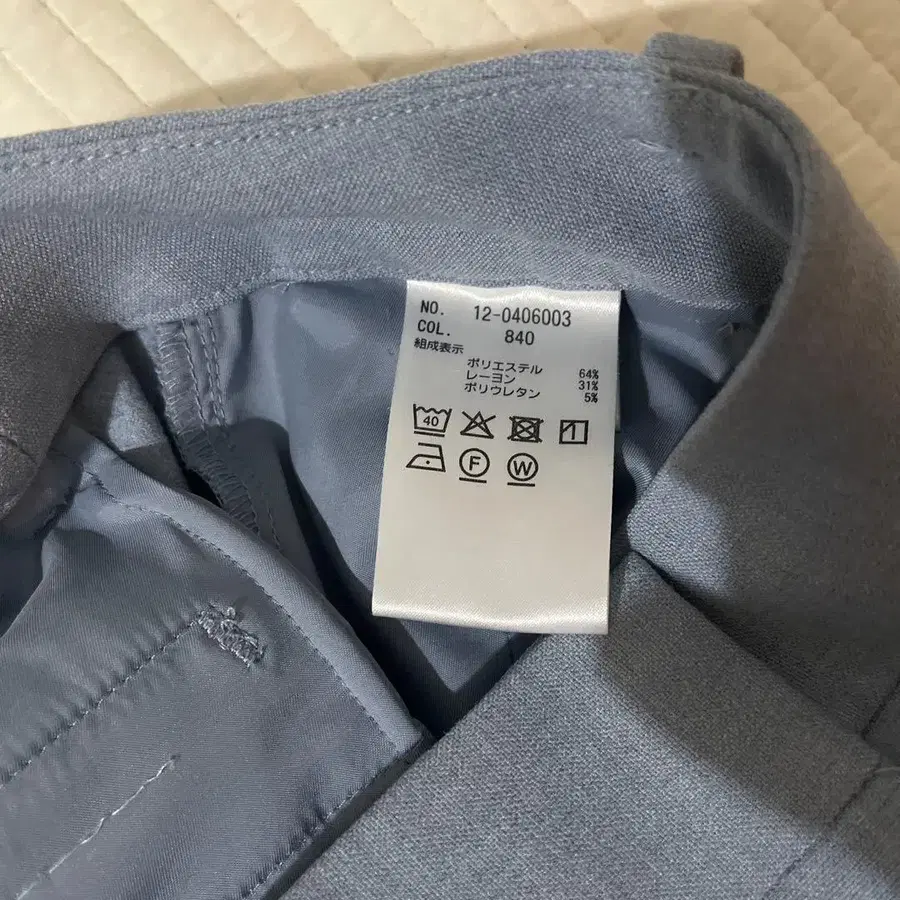 NO. 12-0406003
COL. 840
組成表示
ポリエステル 64%
レーヨン 31%
ポリウレタン 5%
40
F W